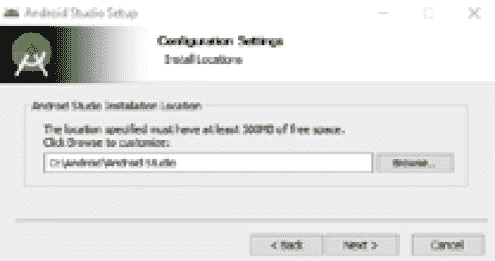 Android Studio Setup
Configuration Settings
Install Locations
Android Studio Installation Location
The location specified must have at least 500MB of free space.
Click Browse to customize:
D:\Android\Android Studio
Browse...
< Back
Next >
Cancel